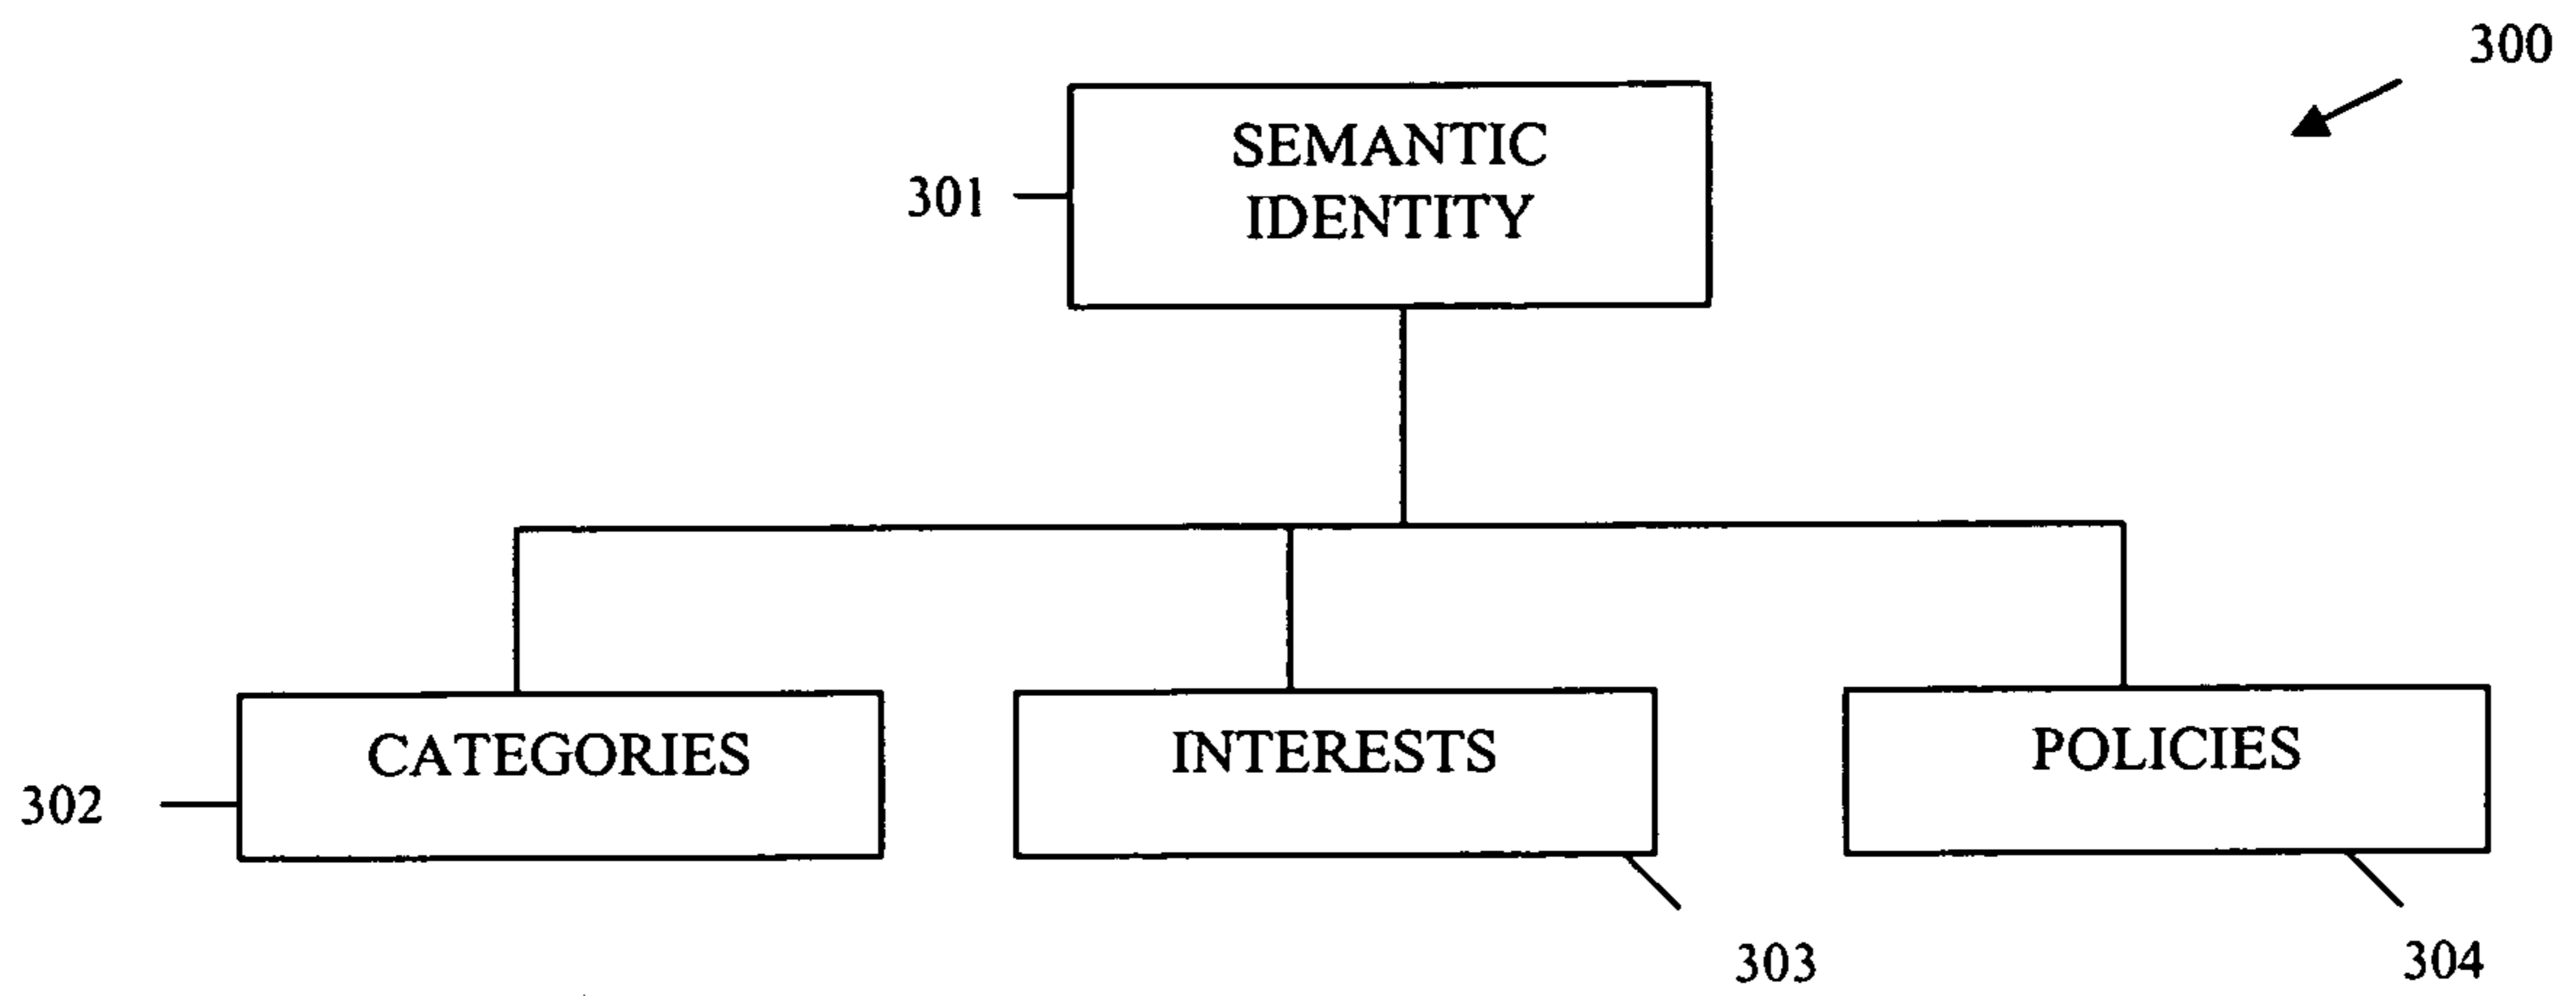 300
SEMANTIC
IDENTITY
301
CATEGORIES
INTERESTS
POLICIES
302
303
304